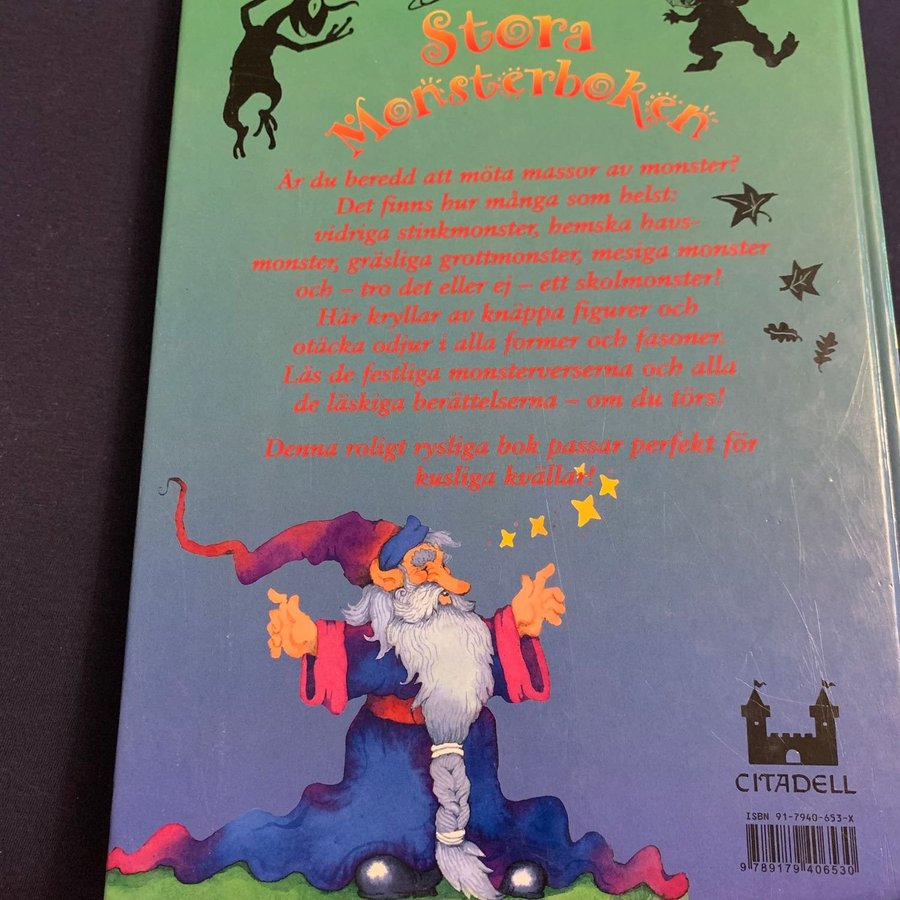 Stora
Monsterboken
Är du beredd att möta massor av monster?
Det finns hur många som helst:
vidriga stinkmonster, hemska havs-
monster, gräsliga grottmonster, mesiga monster
och – tro det eller ej – ett skolmonster!
Här kryllar av knäppa figurer och
otäcka odjur i alla former och fasoner.
Läs de festliga monsterverserna och alla
de läskiga berättelserna – om du törs!
Denna roligt rysliga bok passar perfekt för
kusliga kvällar!
CITADELL
ISBN 91-7940-653-X
9 789179 406530